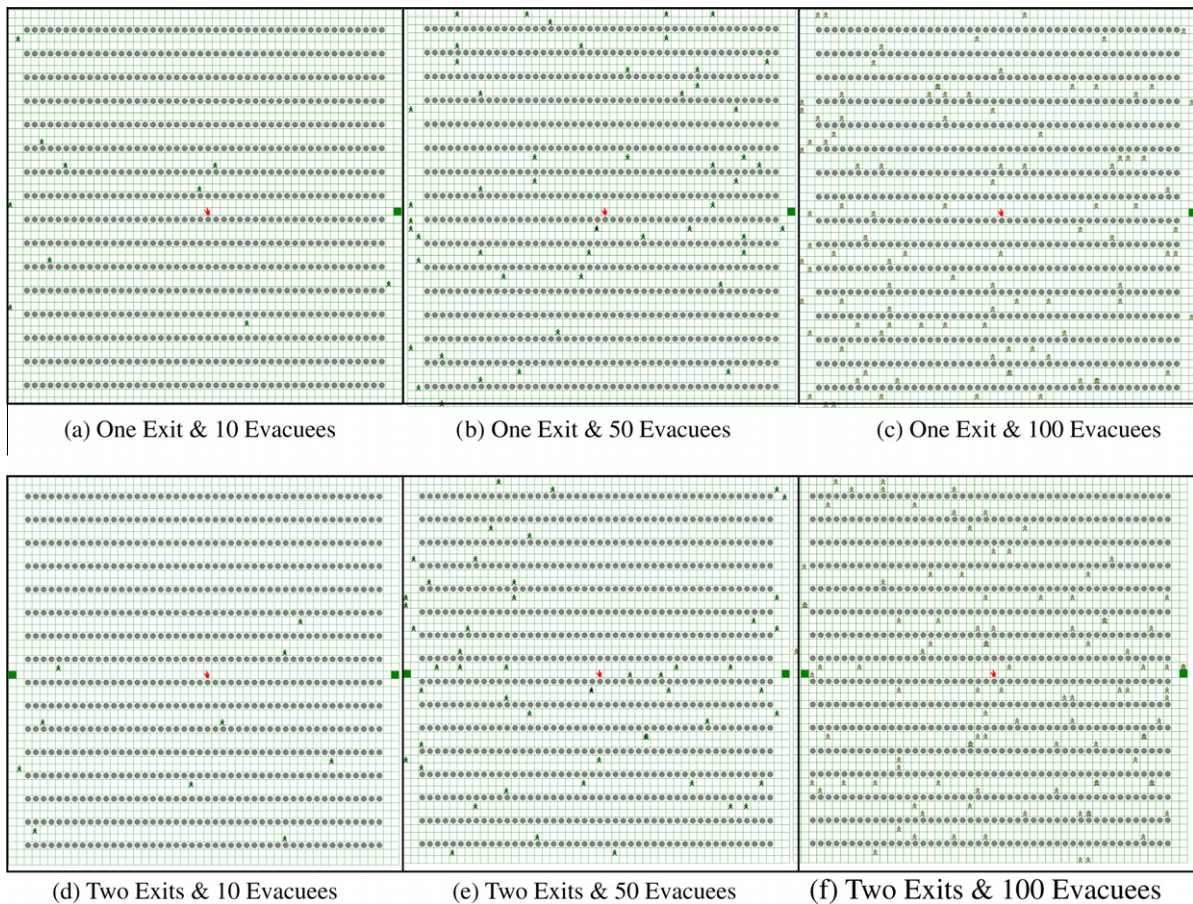 (a) One Exit & 10 Evacuees
(b) One Exit & 50 Evacuees
(c) One Exit & 100 Evacuees
(d) Two Exits & 10 Evacuees
(e) Two Exits & 50 Evacuees
(f) Two Exits & 100 Evacuees